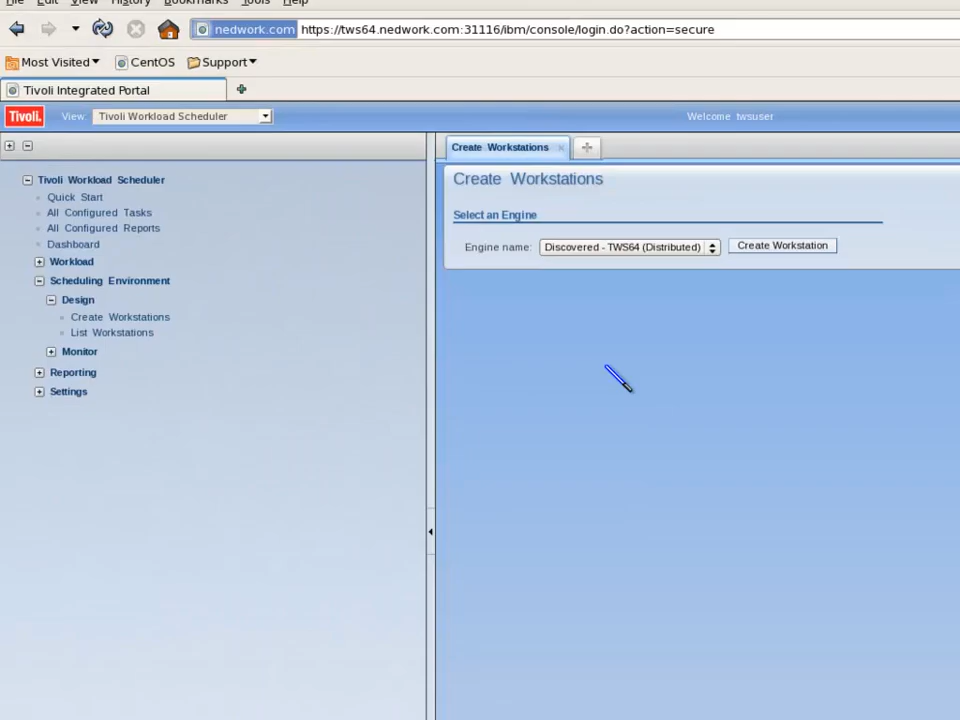 File Edit View History Bookmarks Tools Help
nedwork.com https://tws64.nedwork.com:31116/ibm/console/login.do?action=secure
Most Visited CentOS Support
Tivoli Integrated Portal
Tivoli. View: Tivoli Workload Scheduler Welcome twsuser
Create Workstations
Create Workstations
Select an Engine
Engine name: Discovered - TWS64 (Distributed) Create Workstation
Tivoli Workload Scheduler
Quick Start
All Configured Tasks
All Configured Reports
Dashboard
Workload
Scheduling Environment
Design
Create Workstations
List Workstations
Monitor
Reporting
Settings